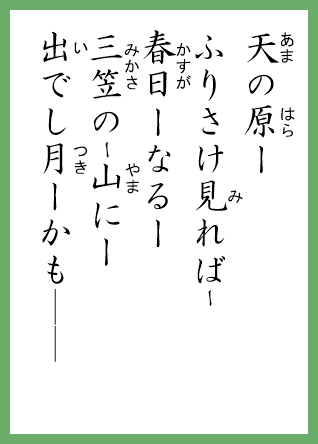 天の原ー
ふりさけ見ればー
春日ーなるー
三笠のー山にー
出でし月ーかも――
あま
はら
み
かすが
みかさ
やま
い
つき